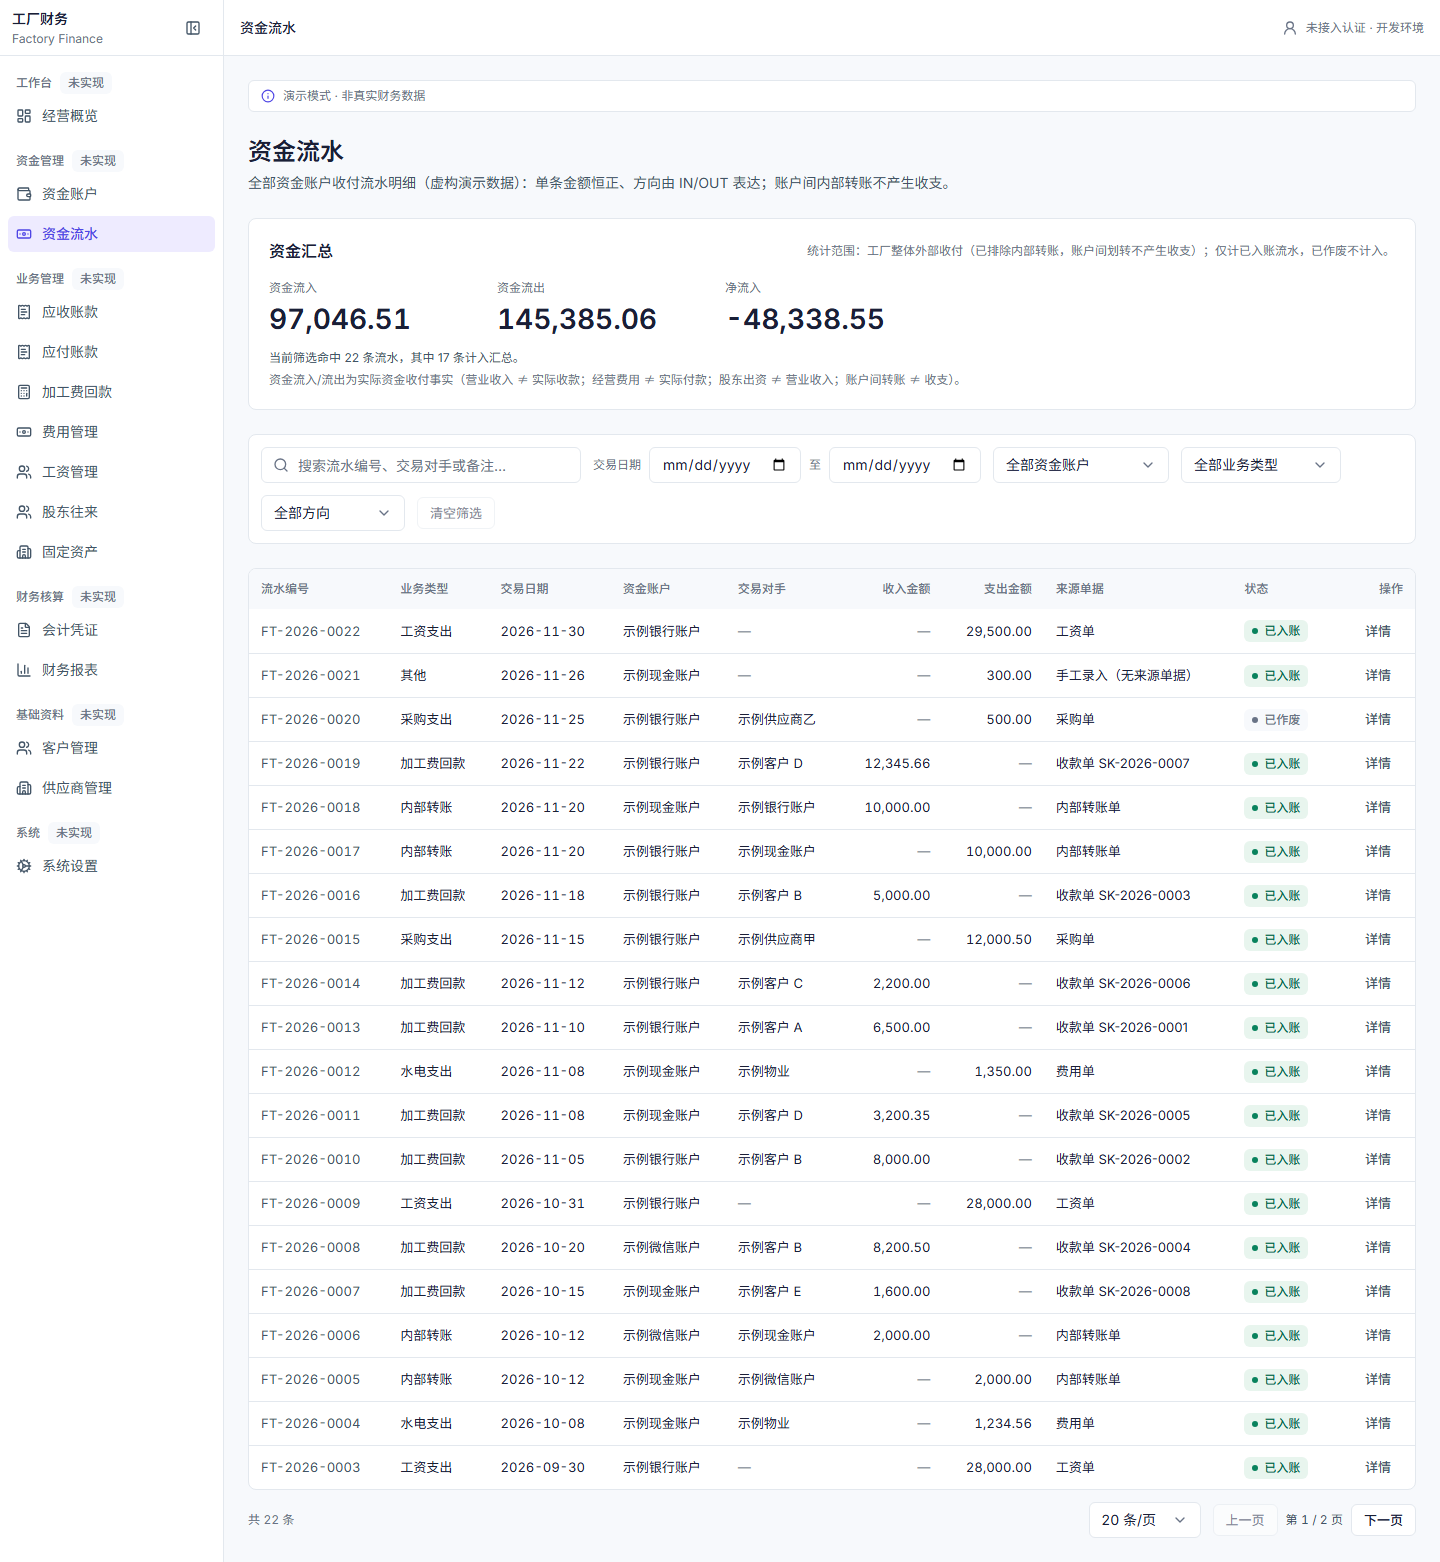 工厂财务
Factory Finance
工作台 未实现
经营概览
资金管理 未实现
资金账户
资金流水
业务管理 未实现
应收账款
应付账款
加工费回款
费用管理
工资管理
股东往来
固定资产
财务核算 未实现
会计凭证
财务报表
基础资料 未实现
客户管理
供应商管理
系统 未实现
系统设置
资金流水
未接入认证 · 开发环境
演示模式 · 非真实财务数据
资金流水
全部资金账户收付流水明细（虚构演示数据）：单条金额恒正、方向由 IN/OUT 表达；账户间内部转账不产生收支。
资金汇总
统计范围：工厂整体外部收付（已排除内部转账，账户间划转不产生收支）；仅计已入账流水，已作废不计入。
资金流入 资金流出 净流入
97,046.51 145,385.06 -48,338.55
当前筛选命中 22 条流水，其中 17 条计入汇总。
资金流入/流出为实际资金收付事实（营业收入 ≠ 实际收款；经营费用 ≠ 实际付款；股东出资 ≠ 营业收入；账户间转账 ≠ 收支）。
搜索流水编号、交易对手或备注... 交易日期 mm/dd/yyyy 至 mm/dd/yyyy 全部资金账户 全部业务类型
全部方向 清空筛选
流水编号 业务类型 交易日期 资金账户 交易对手 收入金额 支出金额 来源单据 状态 操作
FT-2026-0022 工资支出 2026-11-30 示例银行账户 — — 29,500.00 工资单 已入账 详情
FT-2026-0021 其他 2026-11-26 示例现金账户 — — 300.00 手工录入（无来源单据） 已入账 详情
FT-2026-0020 采购支出 2026-11-25 示例银行账户 示例供应商乙 — 500.00 采购单 已作废 详情
FT-2026-0019 加工费回款 2026-11-22 示例银行账户 示例客户 D 12,345.66 — 收款单 SK-2026-0007 已入账 详情
FT-2026-0018 内部转账 2026-11-20 示例现金账户 示例银行账户 10,000.00 — 内部转账单 已入账 详情
FT-2026-0017 内部转账 2026-11-20 示例银行账户 示例现金账户 — 10,000.00 内部转账单 已入账 详情
FT-2026-0016 加工费回款 2026-11-18 示例银行账户 示例客户 B 5,000.00 — 收款单 SK-2026-0003 已入账 详情
FT-2026-0015 采购支出 2026-11-15 示例银行账户 示例供应商甲 — 12,000.50 采购单 已入账 详情
FT-2026-0014 加工费回款 2026-11-12 示例银行账户 示例客户 C 2,200.00 — 收款单 SK-2026-0006 已入账 详情
FT-2026-0013 加工费回款 2026-11-10 示例银行账户 示例客户 A 6,500.00 — 收款单 SK-2026-0001 已入账 详情
FT-2026-0012 水电支出 2026-11-08 示例现金账户 示例物业 — 1,350.00 费用单 已入账 详情
FT-2026-0011 加工费回款 2026-11-08 示例现金账户 示例客户 D 3,200.35 — 收款单 SK-2026-0005 已入账 详情
FT-2026-0010 加工费回款 2026-11-05 示例银行账户 示例客户 B 8,000.00 — 收款单 SK-2026-0002 已入账 详情
FT-2026-0009 工资支出 2026-10-31 示例银行账户 — — 28,000.00 工资单 已入账 详情
FT-2026-0008 加工费回款 2026-10-20 示例微信账户 示例客户 B 8,200.50 — 收款单 SK-2026-0004 已入账 详情
FT-2026-0007 加工费回款 2026-10-15 示例现金账户 示例客户 E 1,600.00 — 收款单 SK-2026-0008 已入账 详情
FT-2026-0006 内部转账 2026-10-12 示例微信账户 示例现金账户 2,000.00 — 内部转账单 已入账 详情
FT-2026-0005 内部转账 2026-10-12 示例现金账户 示例微信账户 — 2,000.00 内部转账单 已入账 详情
FT-2026-0004 水电支出 2026-10-08 示例现金账户 示例物业 — 1,234.56 费用单 已入账 详情
FT-2026-0003 工资支出 2026-09-30 示例银行账户 — — 28,000.00 工资单 已入账 详情
共 22 条 20 条/页 上一页 第 1 / 2 页 下一页